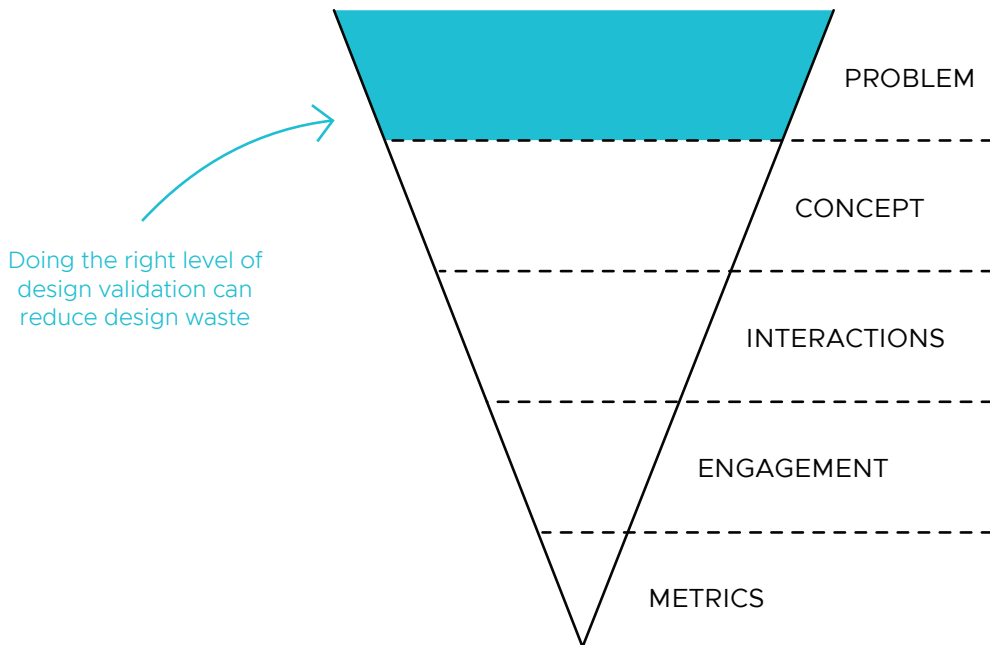 PROBLEM
CONCEPT
Doing the right level of
design validation can
reduce design waste
INTERACTIONS
ENGAGEMENT
METRICS